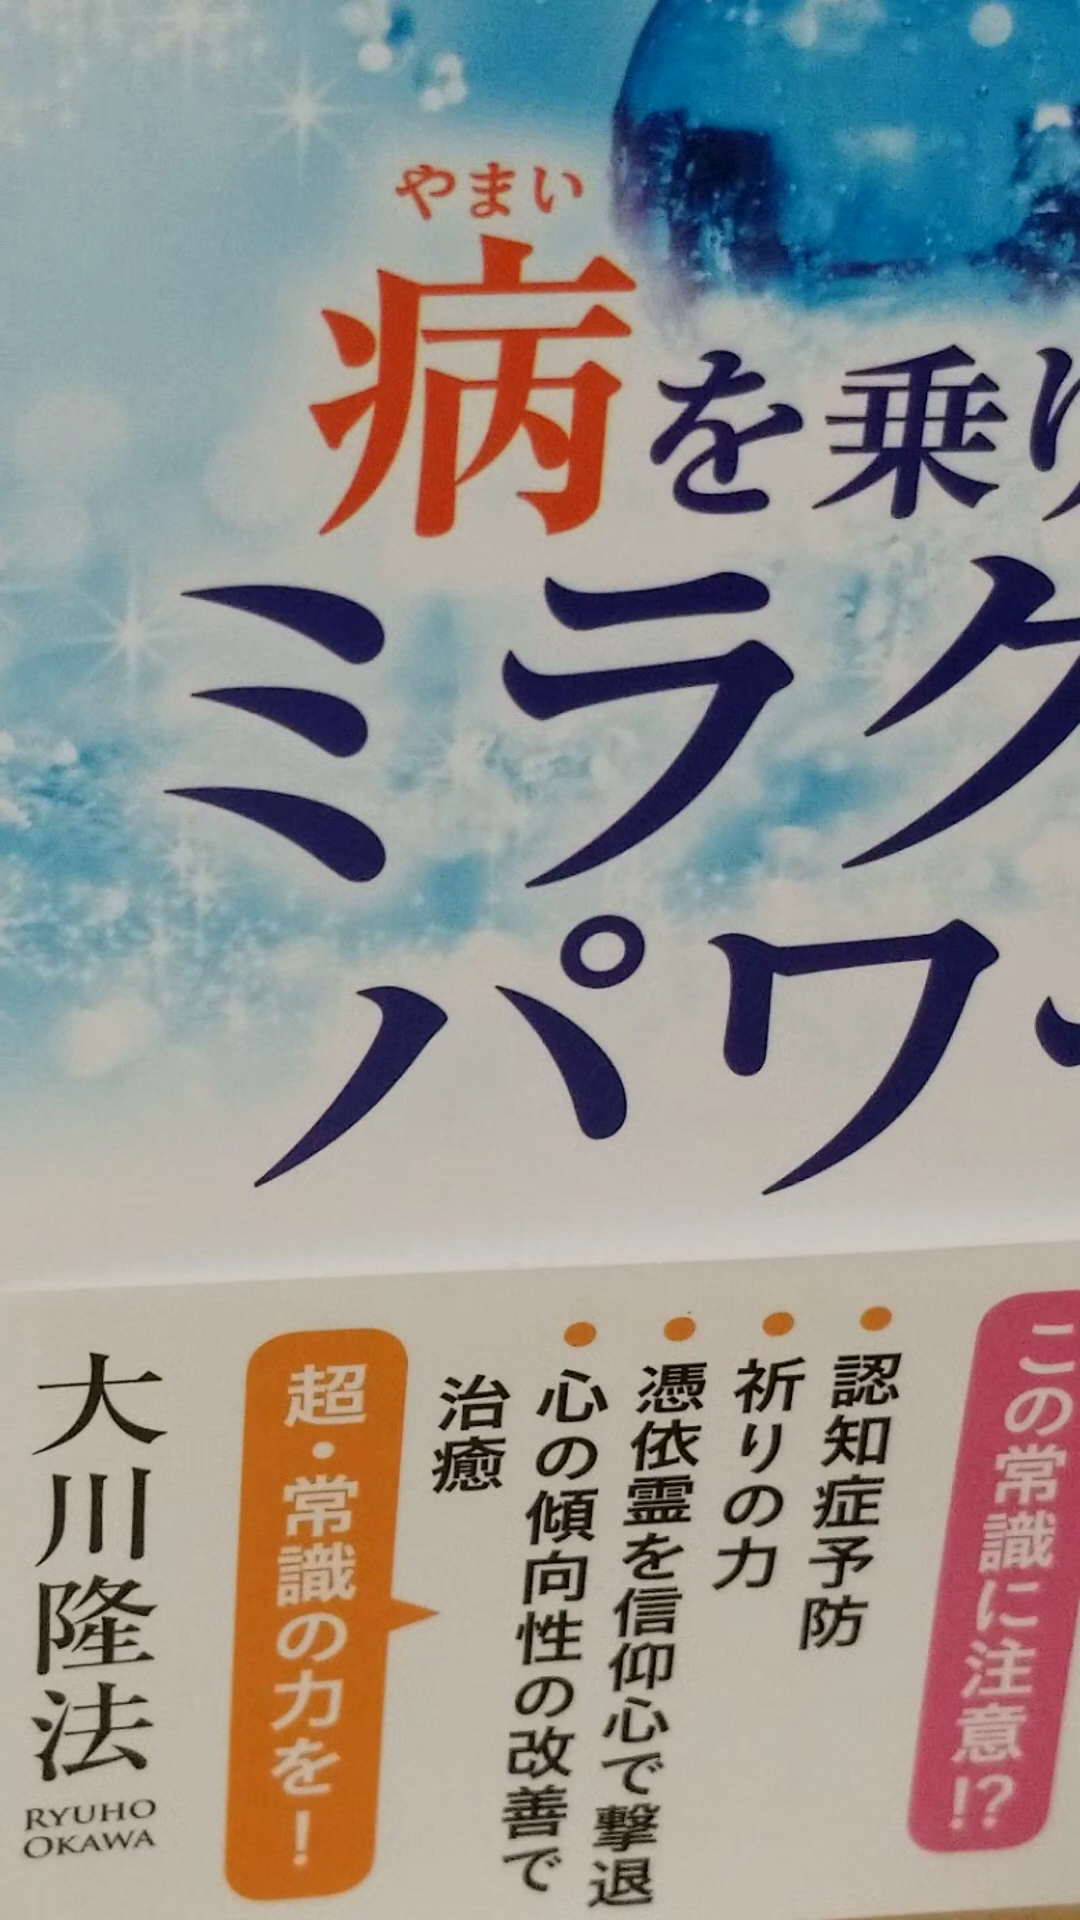 やまい
病を乗り
ミラク
パワー
この常識に注意!?
●認知症予防
●祈りの力
●憑依霊を信仰心で撃退
●心の傾向性の改善で
治癒
超・常識の力を！
大川隆法
RYUHO
OKAWA